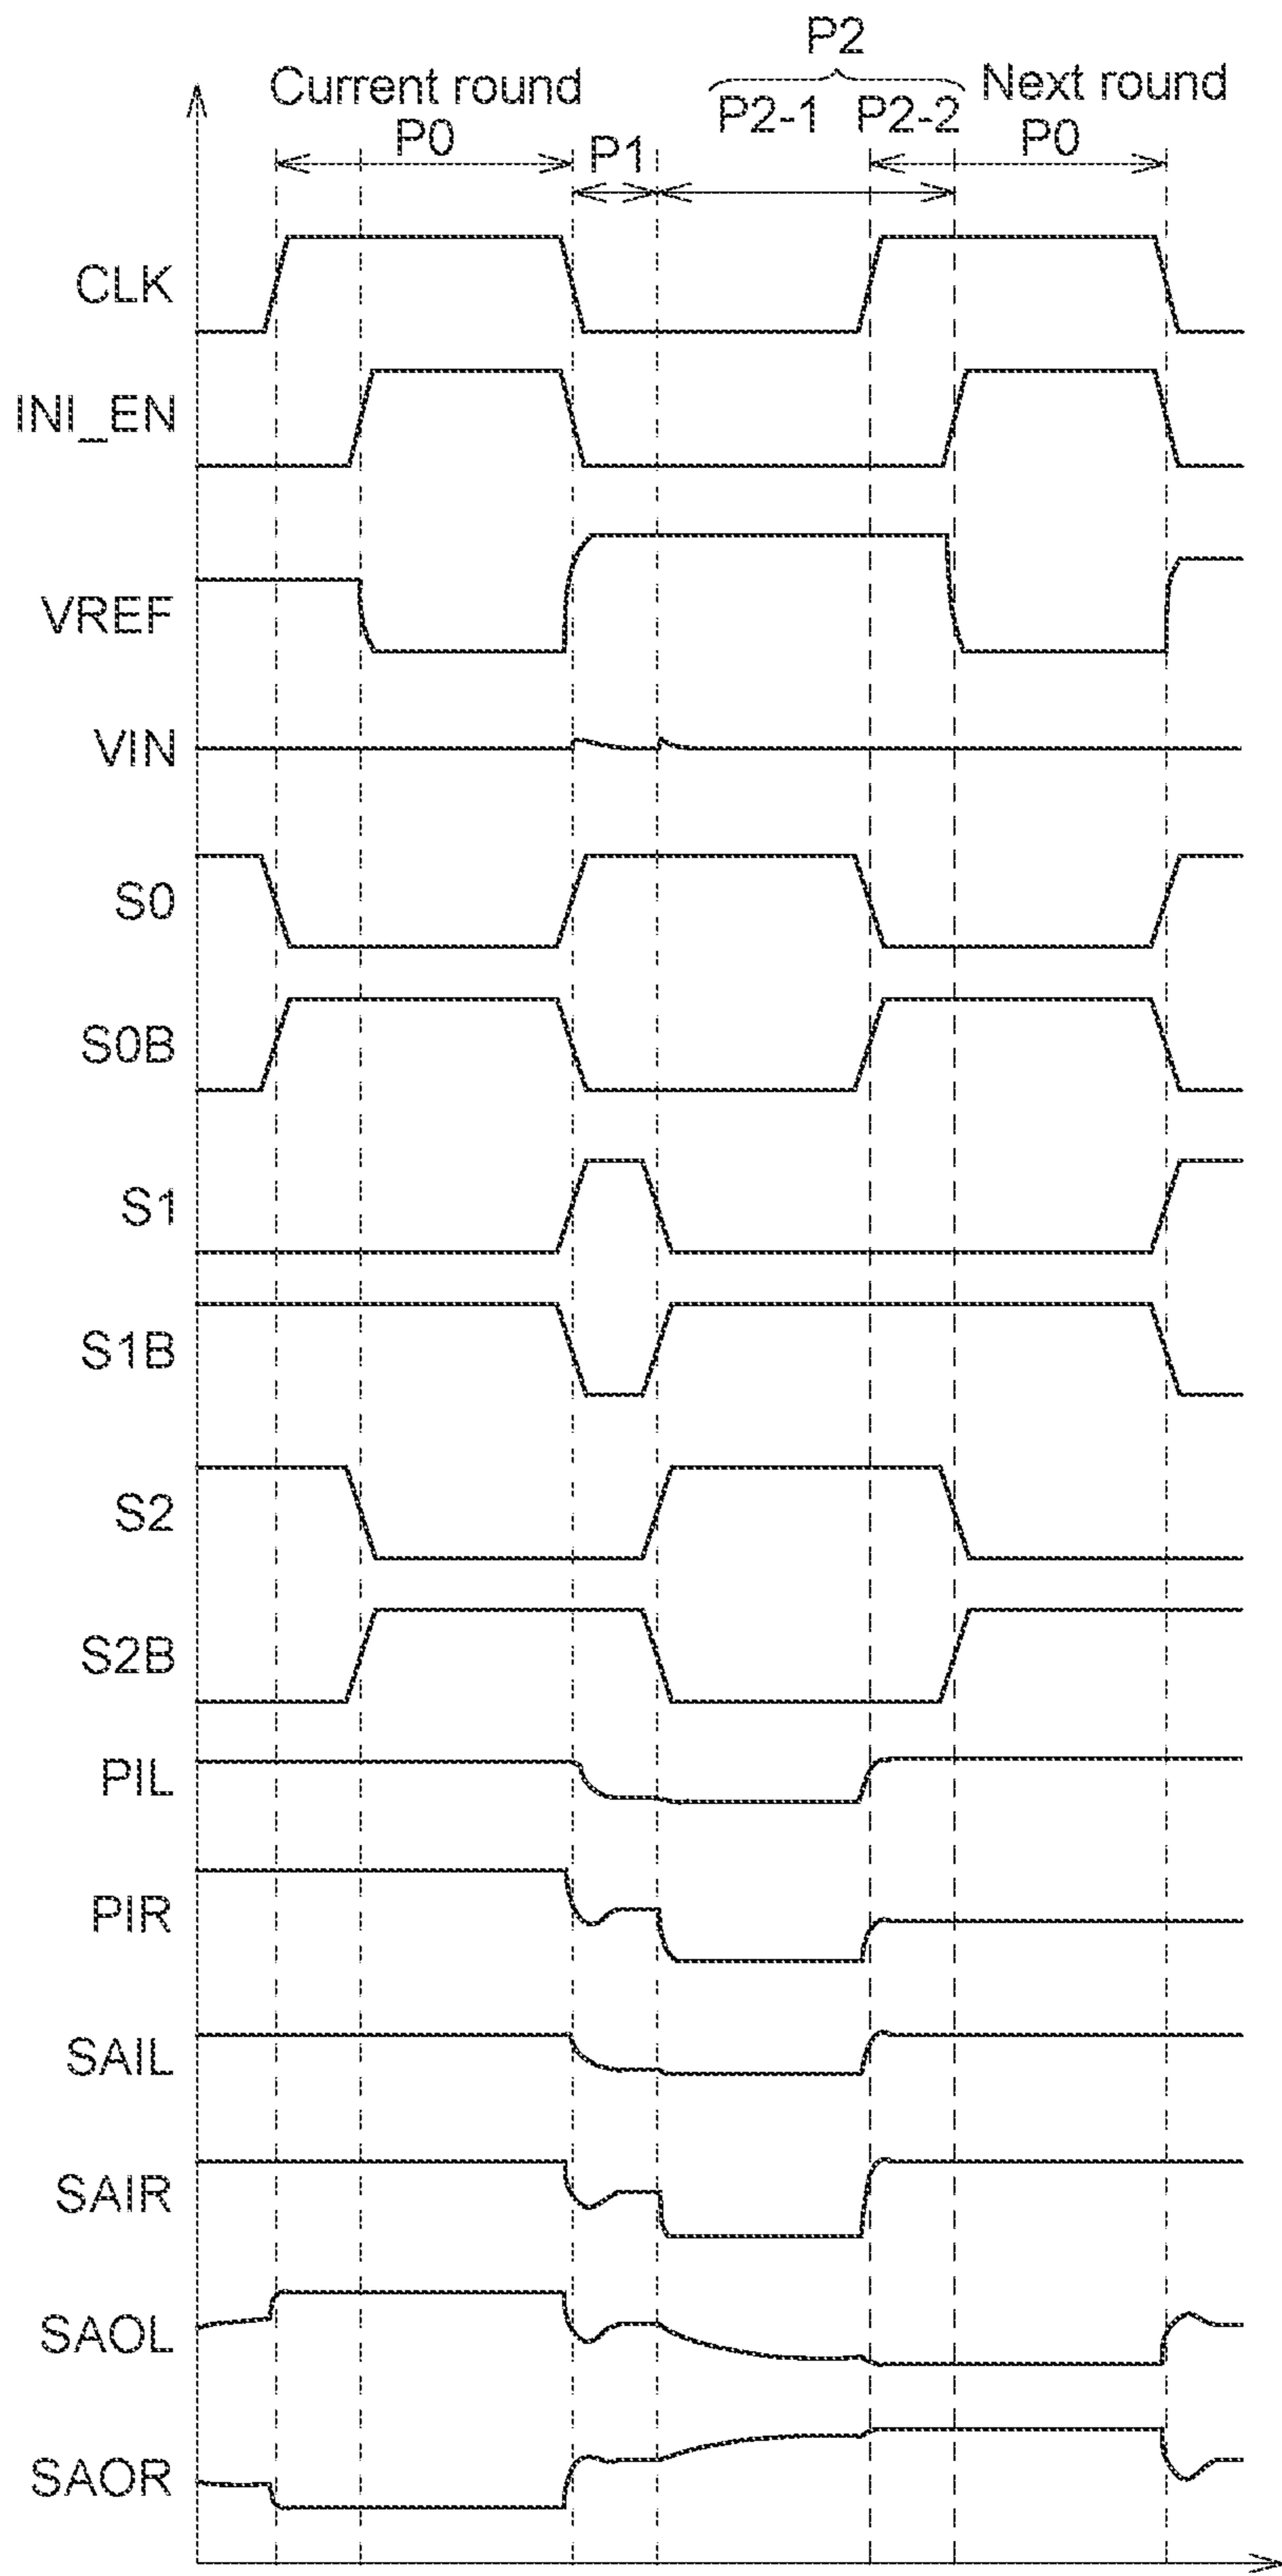 P2
Current round
Next round
P0
P1
P2-1
P2-2
P0
CLK
INI_EN
VREF
VIN
S0
S0B
S1
S1B
S2
S2B
PIL
PIR
SAIL
SAIR
SAOL
SAOR